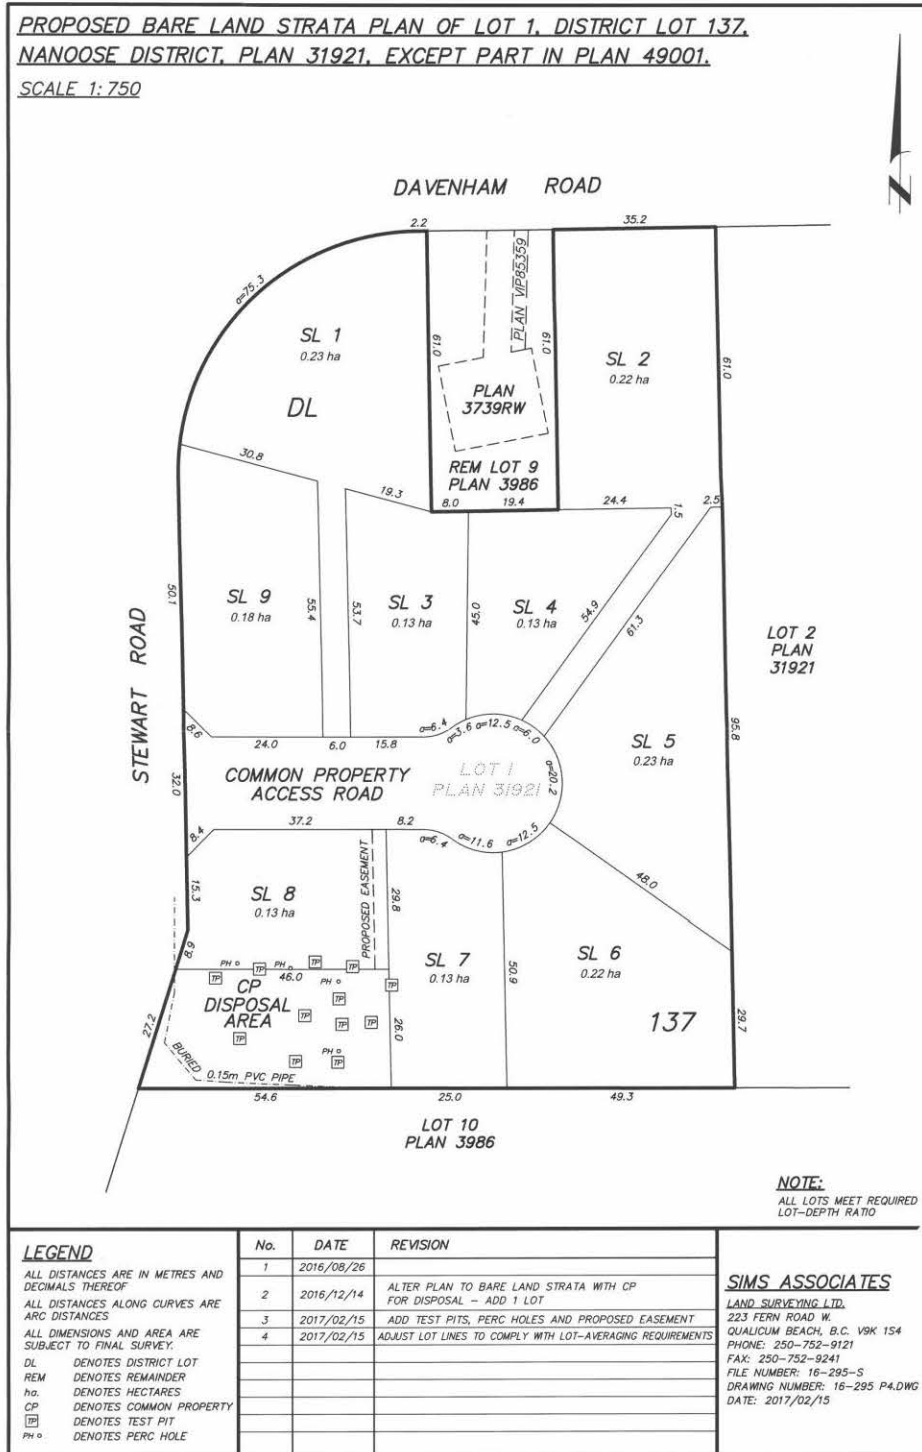 PROPOSED BARE LAND STRATA PLAN OF LOT 1, DISTRICT LOT 137,
NANOOSE DISTRICT, PLAN 31921, EXCEPT PART IN PLAN 49001.
SCALE 1:750
N
DAVENHAM ROAD
2.2
35.2
a=75.3
SL 1
0.23 ha
DL
61.0
PLAN VIP85359
61.0
PLAN
3739RW
REM LOT 9
PLAN 3986
SL 2
0.22 ha
61.0
30.8
19.3
8.0
19.4
24.4
1.5
2.5
50.1
SL 9
0.18 ha
55.4
53.7
SL 3
0.13 ha
45.0
SL 4
0.13 ha
54.9
61.3
LOT 2
PLAN
31921
STEWART ROAD
8.6
24.0
6.0
15.8
a=6.4
a=3.6
a=12.5
a=6.0
SL 5
0.23 ha
95.8
32.0
COMMON PROPERTY
ACCESS ROAD
LOT 1
PLAN 31921
a=20.2
8.4
37.2
8.2
a=6.4
a=11.6
a=12.5
15.3
SL 8
0.13 ha
PROPOSED EASEMENT
29.8
48.0
8.9
SL 7
0.13 ha
50.9
SL 6
0.22 ha
PH
PH
TP
TP
TP
TP
46.0
PH
TP
CP
DISPOSAL
AREA
TP
TP
TP
TP
TP
26.0
137
29.7
27.2
BURIED
0.15m PVC PIPE
PH
TP
TP
54.6
25.0
49.3
LOT 10
PLAN 3986
NOTE:
ALL LOTS MEET REQUIRED
LOT-DEPTH RATIO
LEGEND
ALL DISTANCES ARE IN METRES AND
DECIMALS THEREOF
ALL DISTANCES ALONG CURVES ARE
ARC DISTANCES
ALL DIMENSIONS AND AREA ARE
SUBJECT TO FINAL SURVEY.
DL DENOTES DISTRICT LOT
REM DENOTES REMAINDER
ha. DENOTES HECTARES
CP DENOTES COMMON PROPERTY
TP DENOTES TEST PIT
PH DENOTES PERC HOLE
No. DATE REVISION
1 2016/08/26
2 2016/12/14 ALTER PLAN TO BARE LAND STRATA WITH CP
FOR DISPOSAL - ADD 1 LOT
3 2017/02/15 ADD TEST PITS, PERC HOLES AND PROPOSED EASEMENT
4 2017/02/15 ADJUST LOT LINES TO COMPLY WITH LOT-AVERAGING REQUIREMENTS
SIMS ASSOCIATES
LAND SURVEYING LTD.
223 FERN ROAD W.
QUALICUM BEACH, B.C. V9K 1S4
PHONE: 250-752-9121
FAX: 250-752-9241
FILE NUMBER: 16-295-S
DRAWING NUMBER: 16-295 P4.DWG
DATE: 2017/02/15